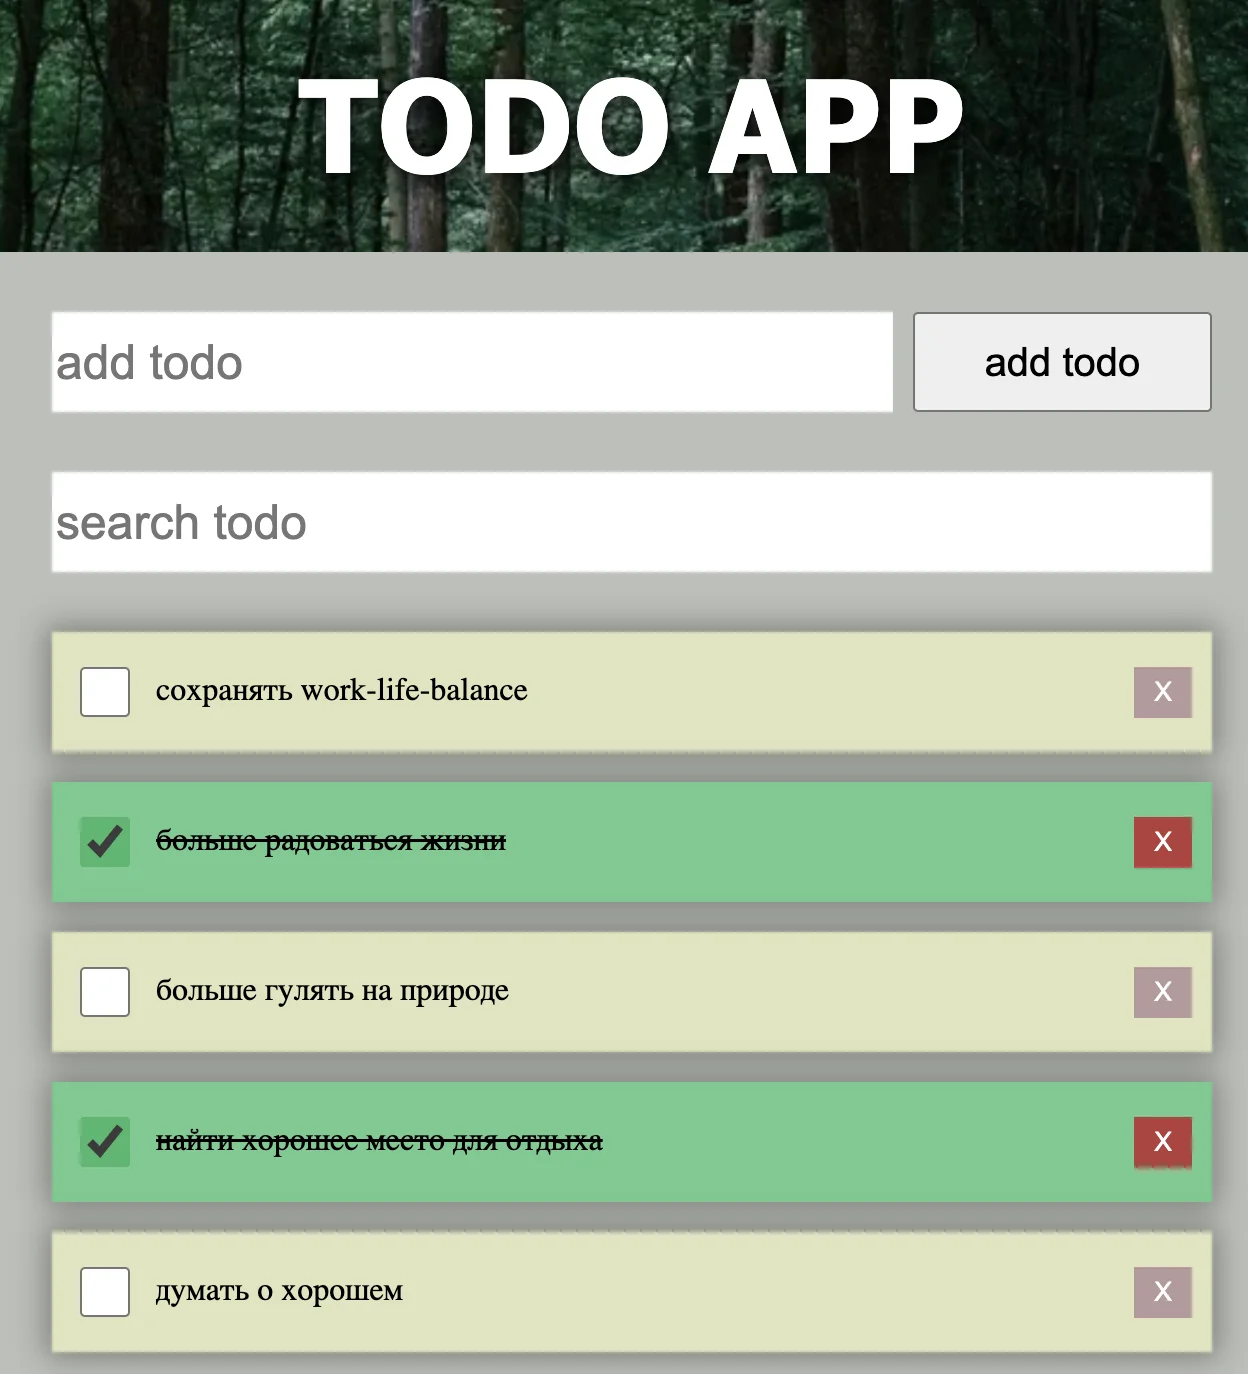 TODO APP
add todo
add todo
search todo
сохранять work-life-balance
X
больше радоваться жизни
X
больше гулять на природе
X
найти хорошее место для отдыха
X
думать о хорошем
X